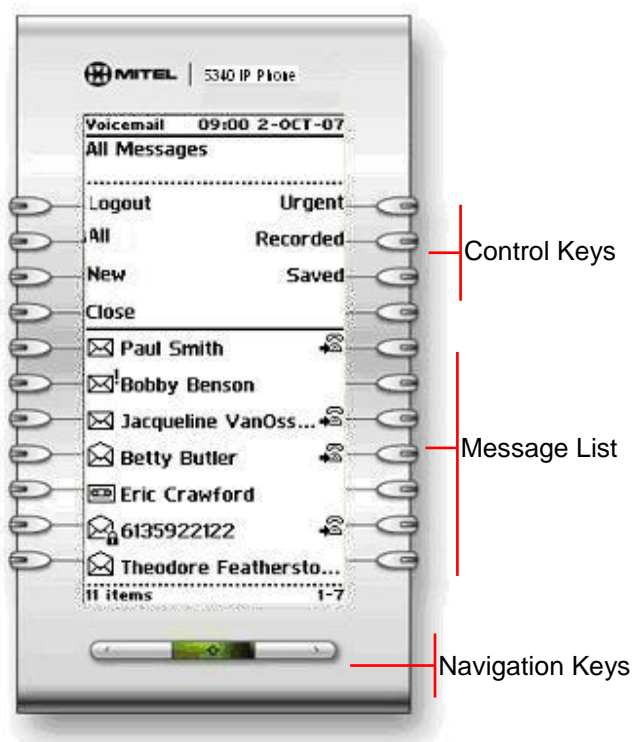 MITEL | 5340 IP Phone
Voicemail 09:00 2-OCT-07
All Messages
Logout Urgent
All Recorded
New Saved
Close
Control Keys
Paul Smith
Bobby Benson
Jacqueline VanOss...
Betty Butler
Eric Crawford
6135922122
Theodore Feathersto...
Message List
11 items 1-7
Navigation Keys